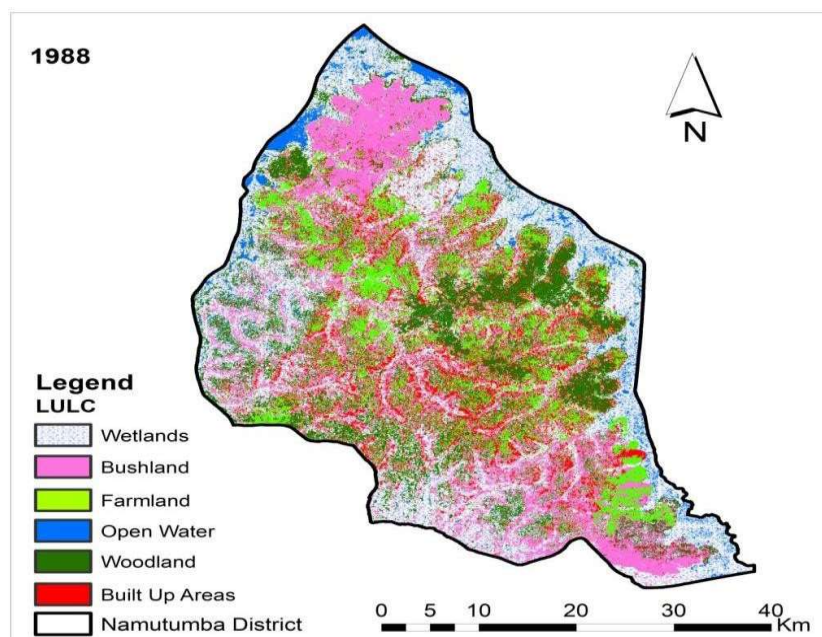 1988
N
Legend
LULC
Wetlands
Bushland
Farmland
Open Water
Woodland
Built Up Areas
Namutumba District
0 5 10 20 30 40
Km